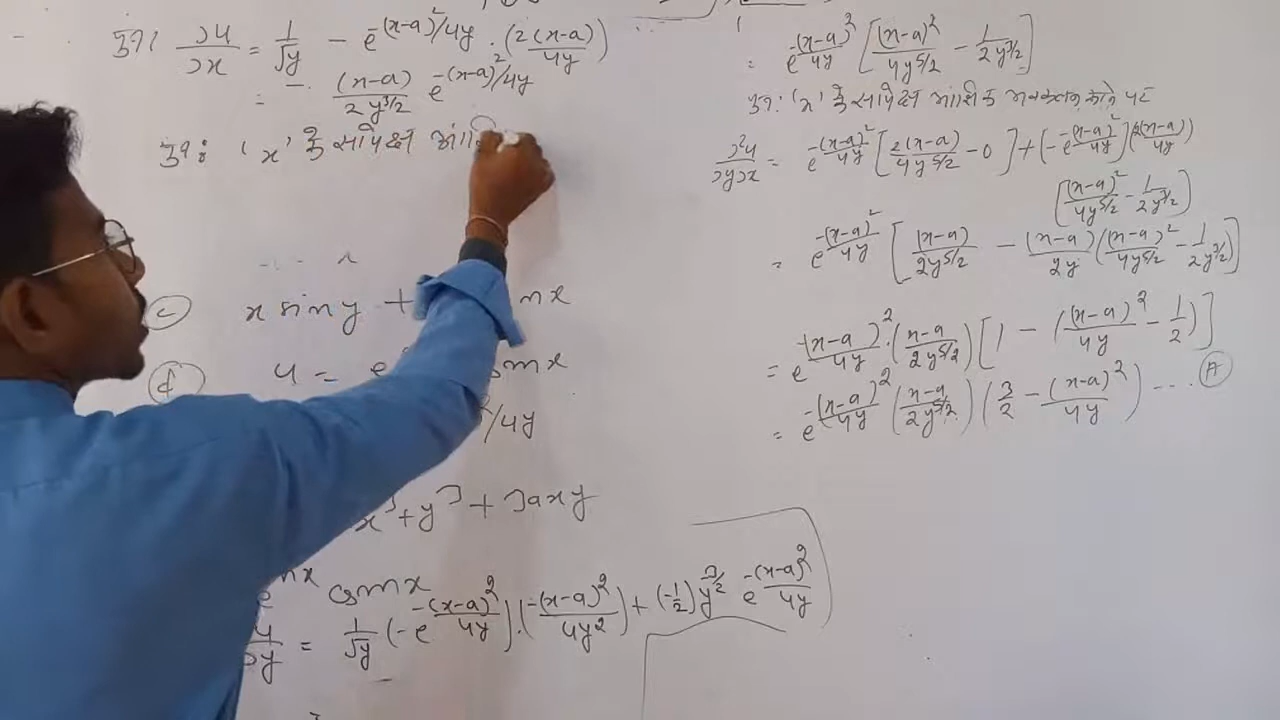 पुनः ∂u/∂x = 1/√y - e^-(x-a)²/4y · (2(x-a)/4y)
= - (x-a)/2y^3/2 e^-(x-a)²/4y
पुनः 'x' के सापेक्ष आंशि
(c) x sin y + nx
(d) u = e
²/4y
x³+y³+3axy
cosmx
∂u/∂y = 1/√y (-e^-(x-a)²/4y)·(-(x-a)²/4y²) + (-1/2) y^-3/2 e^-(x-a)²/4y
= e^-(x-a)²/4y [(x-a)²/4y^5/2 - 1/2y^3/2]
पुनः 'x' के सापेक्ष आंशिक अवकलन करने पर
∂²u/∂y∂x = e^-(x-a)²/4y [2(x-a)/4y^5/2 - 0] + (-e^-(x-a)²/4y)(2(x-a)/4y)
[(x-a)²/4y^5/2 - 1/2y^3/2]
= e^-(x-a)²/4y [(x-a)/2y^5/2 - (x-a)/2y ((x-a)²/4y^5/2 - 1/2y^3/2)]
= e^-(x-a)²/4y · (x-a/2y^5/2) [1 - ((x-a)²/4y - 1/2)]
= e^-(x-a)²/4y (x-a/2y^5/2) (3/2 - (x-a)²/4y) --- (A)